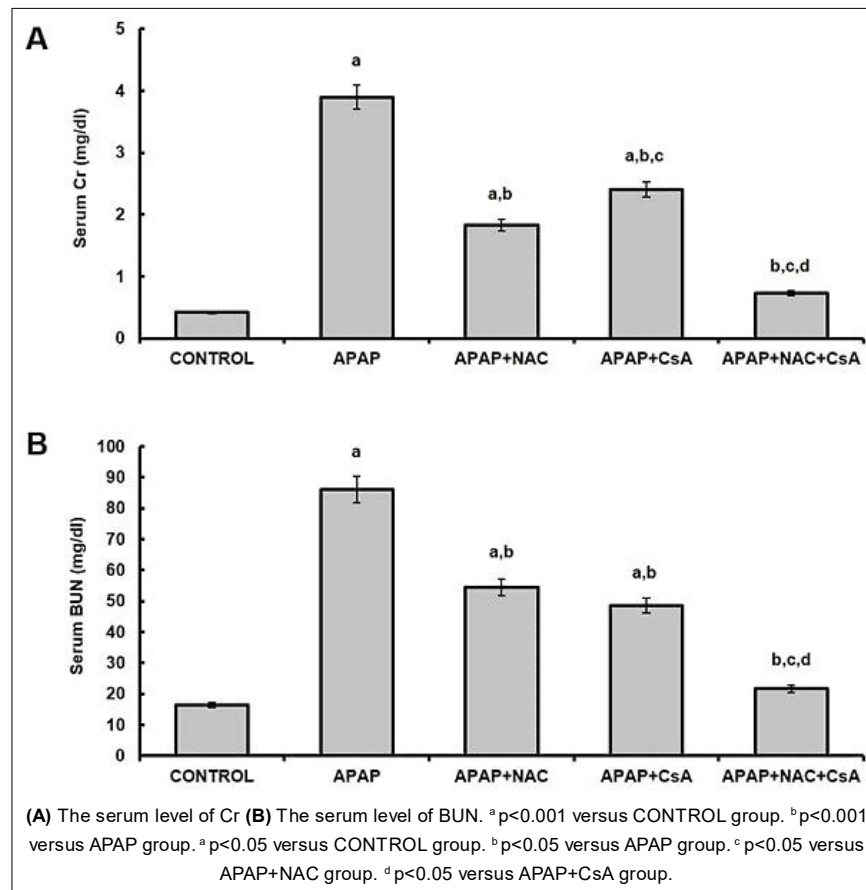 A
5
4
3
2
1
0
Serum Cr (mg/dl)
a
a,b
a,b,c
b,c,d
CONTROL APAP APAP+NAC APAP+CsA APAP+NAC+CsA
B
100
90
80
70
60
50
40
30
20
10
0
Serum BUN (mg/dl)
a
a,b
a,b
b,c,d
CONTROL APAP APAP+NAC APAP+CsA APAP+NAC+CsA
(A) The serum level of Cr (B) The serum level of BUN. ᵃ p<0.001 versus CONTROL group. ᵇ p<0.001
versus APAP group. ᵃ p<0.05 versus CONTROL group. ᵇ p<0.05 versus APAP group. ᶜ p<0.05 versus
APAP+NAC group. ᵈ p<0.05 versus APAP+CsA group.